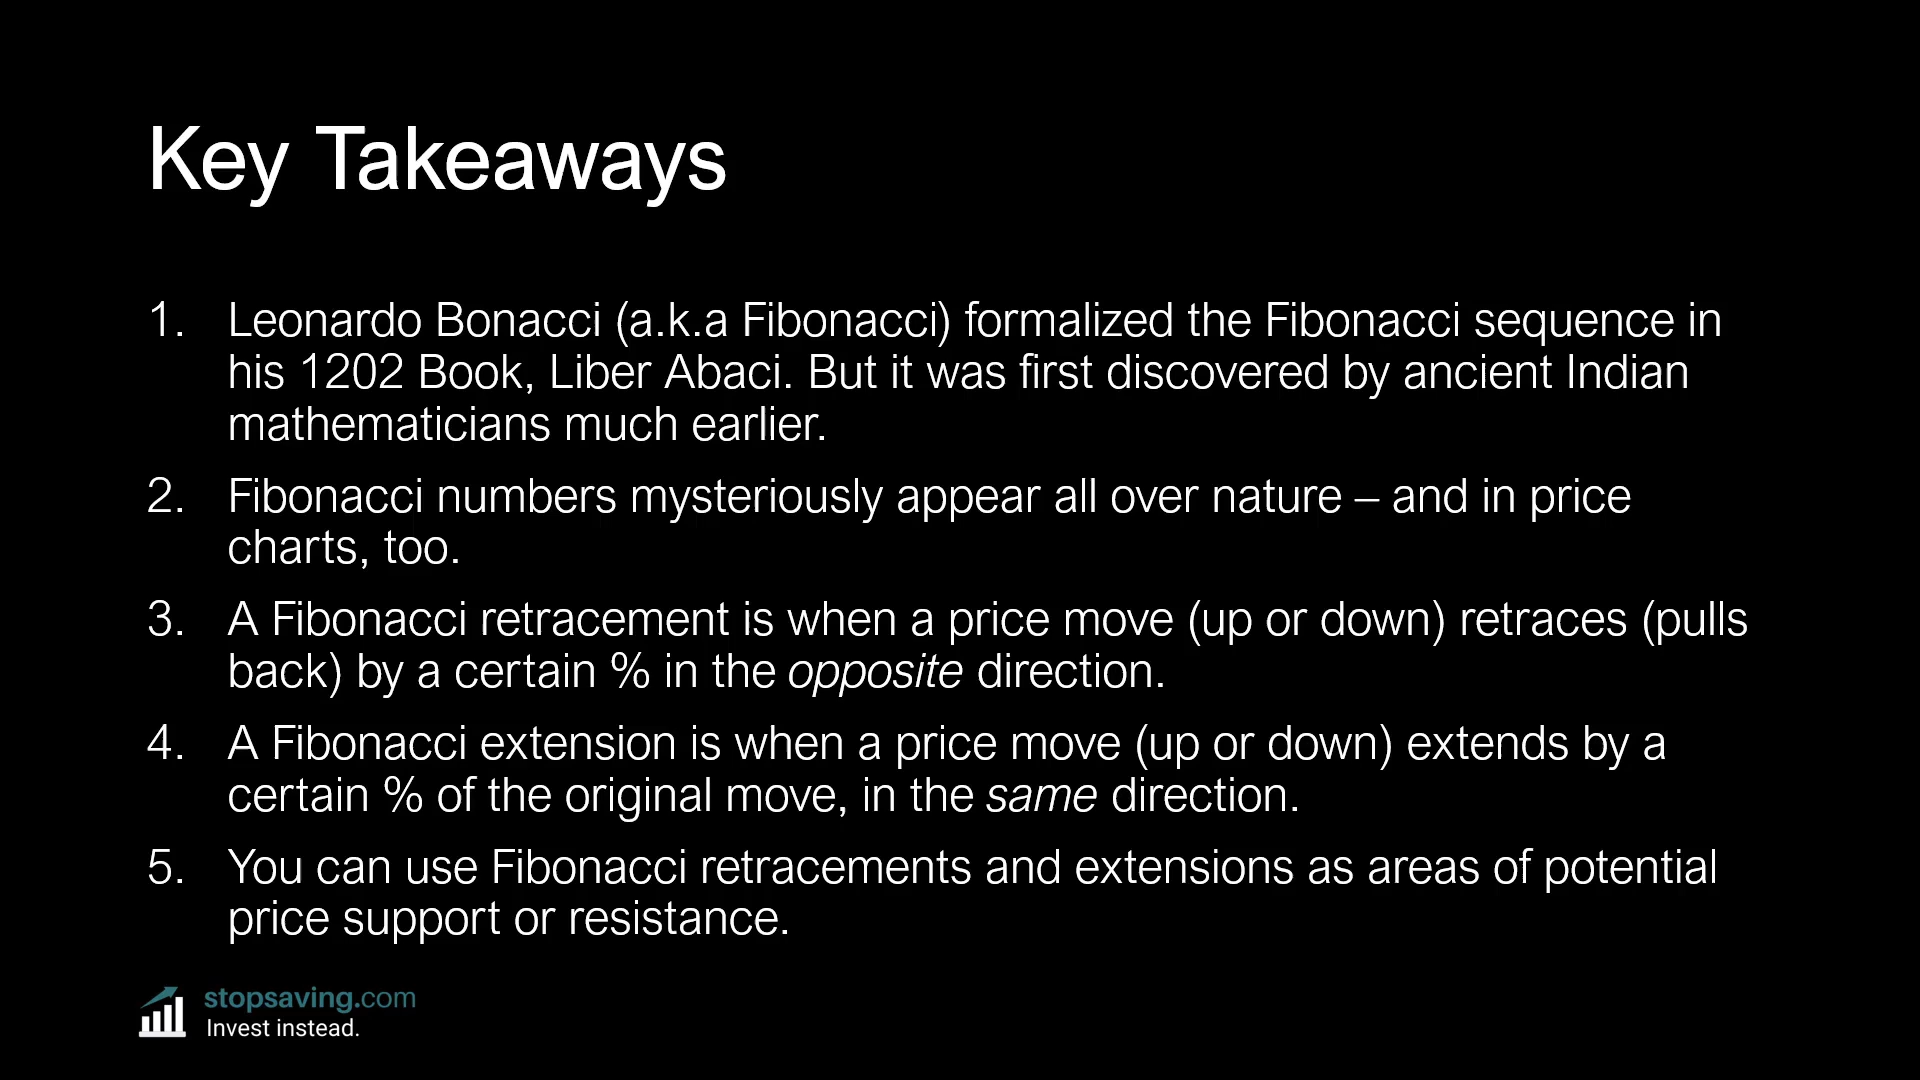 Key Takeaways
1. Leonardo Bonacci (a.k.a Fibonacci) formalized the Fibonacci sequence in
his 1202 Book, Liber Abaci. But it was first discovered by ancient Indian
mathematicians much earlier.
2. Fibonacci numbers mysteriously appear all over nature – and in price
charts, too.
3. A Fibonacci retracement is when a price move (up or down) retraces (pulls
back) by a certain % in the opposite direction.
4. A Fibonacci extension is when a price move (up or down) extends by a
certain % of the original move, in the same direction.
5. You can use Fibonacci retracements and extensions as areas of potential
price support or resistance.
stopsaving.com
Invest instead.